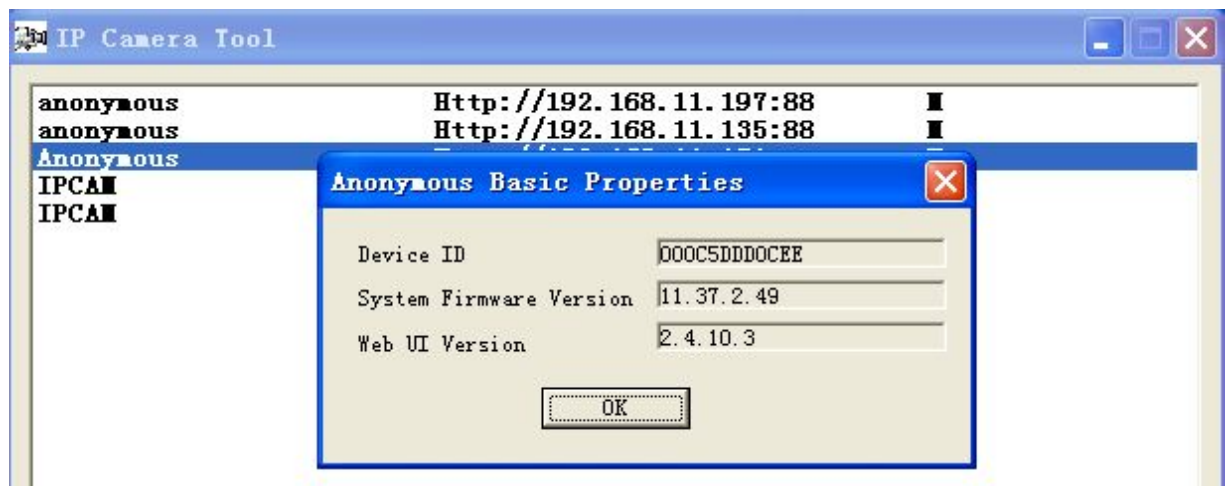 IP Camera Tool
anonymous Http://192.168.11.197:88 M
anonymous Http://192.168.11.135:88 M
Anonymous
IPCAM
IPCAM
Anonymous Basic Properties
Device ID 000C5DDD0CEE
System Firmware Version 11.37.2.49
Web UI Version 2.4.10.3
OK